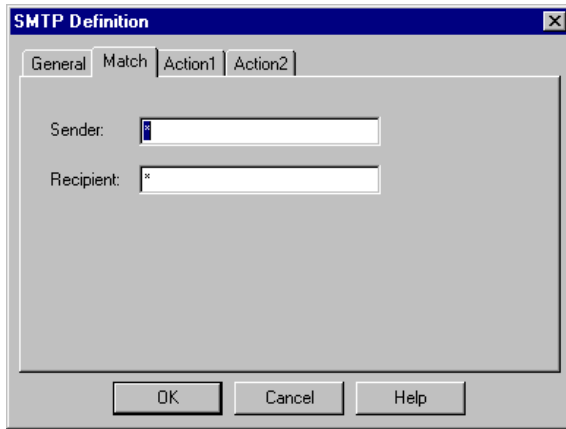 SMTP Definition
General Match Action1 Action2
Sender: *
Recipient: *
OK Cancel Help